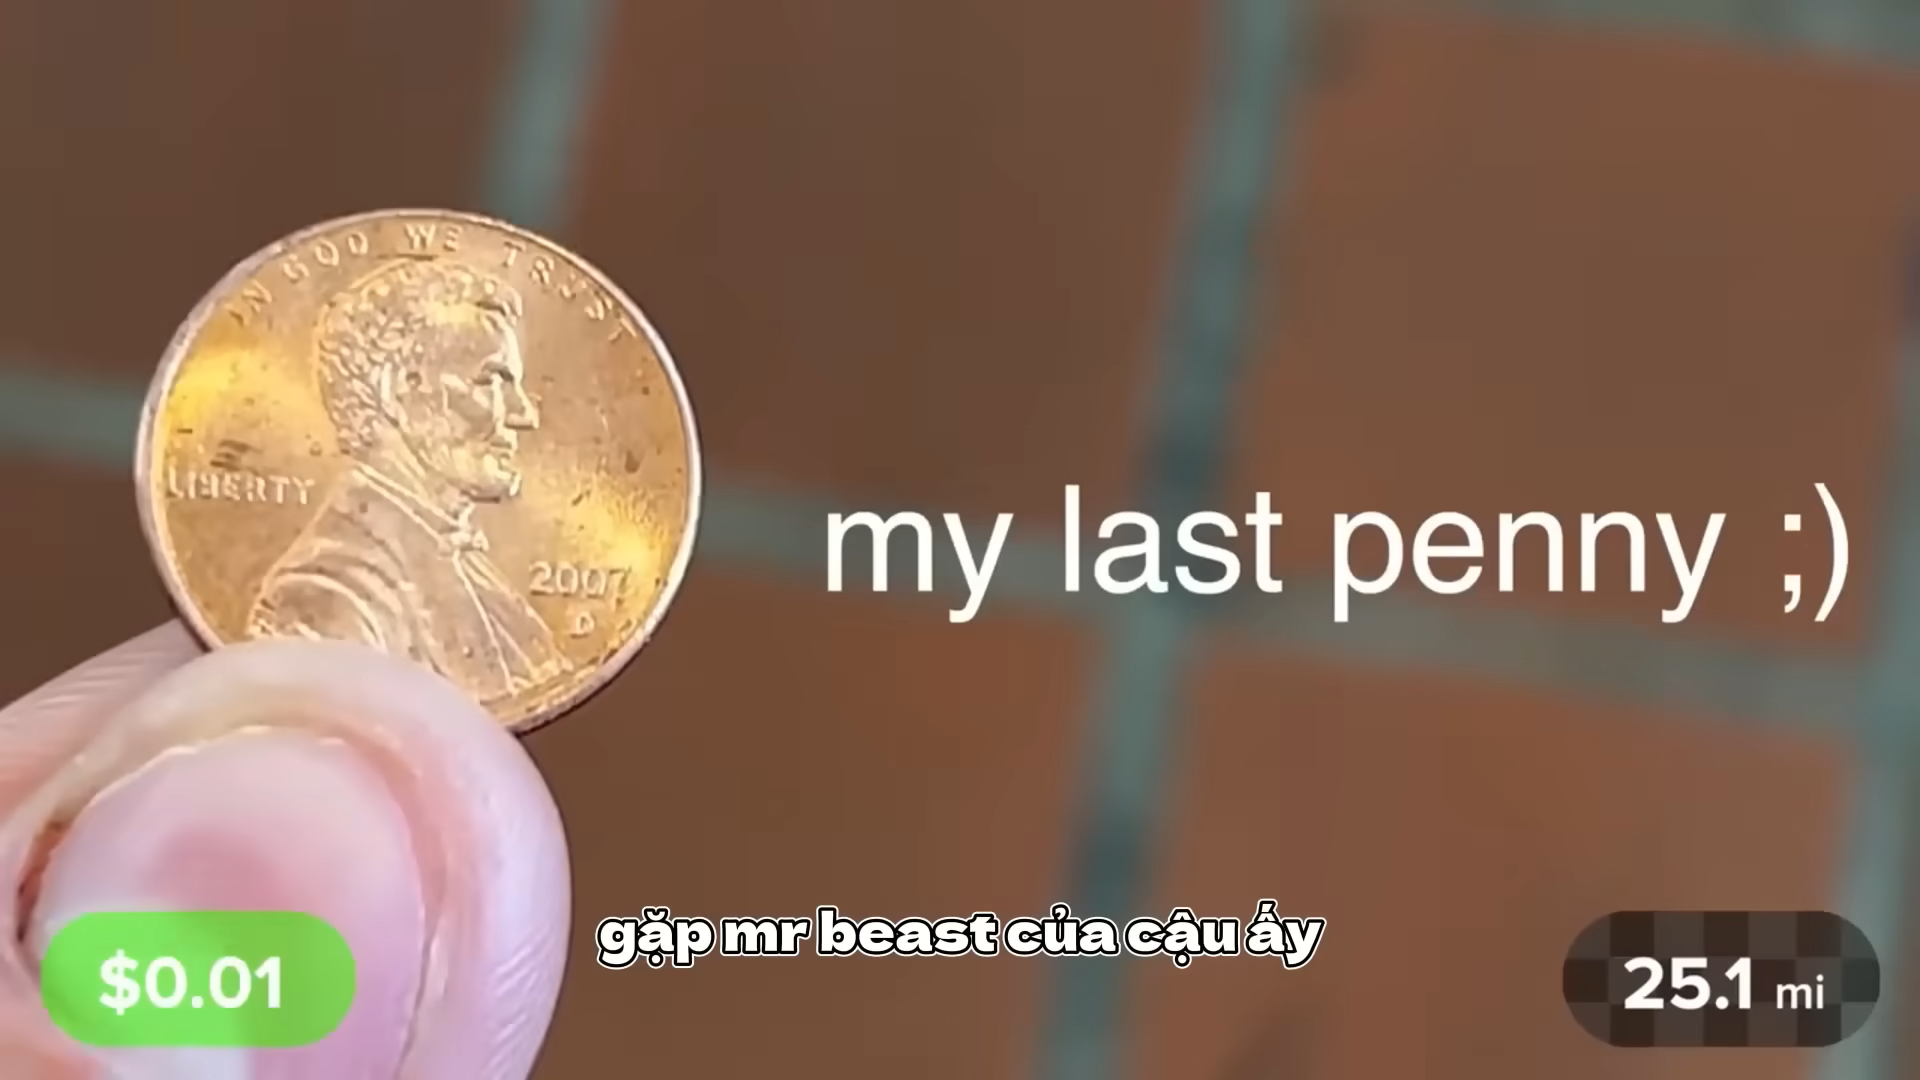 IN GOD WE TRUST
LIBERTY
2007
D
my last penny ;)
gặp mr beast của cậu ấy
$0.01
25.1 mi